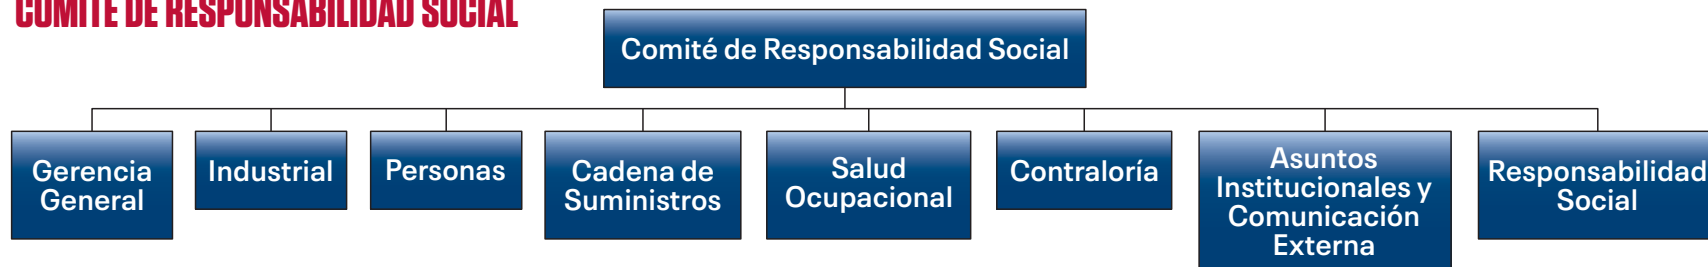 COMITÉ DE RESPONSABILIDAD SOCIAL
Comité de Responsabilidad Social
Gerencia
General
Industrial
Personas
Cadena de
Suministros
Salud
Ocupacional
Contraloría
Asuntos
Institucionales y
Comunicación
Externa
Responsabilidad
Social